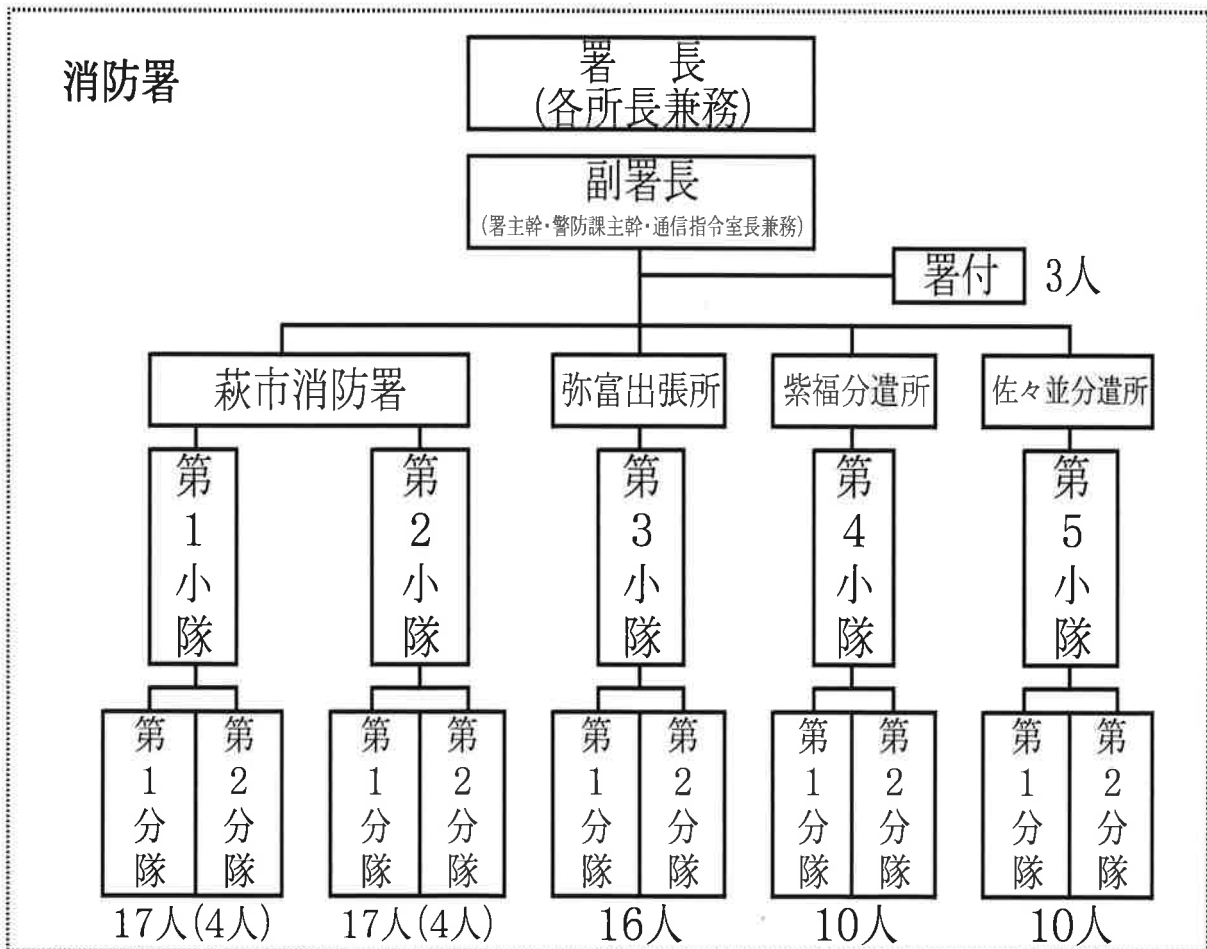 消防署
署 長
(各所長兼務)
副署長
(署主幹・警防課主幹・通信指令室長兼務)
署付 3人
萩市消防署
弥富出張所
紫福分遣所
佐々並分遣所
第1小隊
第2小隊
第3小隊
第4小隊
第5小隊
第1分隊
第2分隊
第1分隊
第2分隊
第1分隊
第2分隊
第1分隊
第2分隊
第1分隊
第2分隊
17人(4人)
17人(4人)
16人
10人
10人